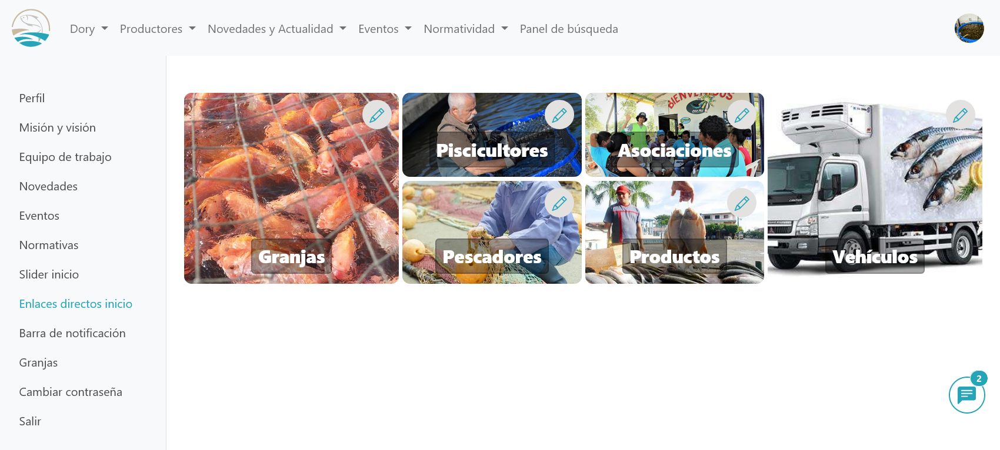 Dory Productores Novedades y Actualidad Eventos Normatividad Panel de búsqueda
Perfil
Misión y visión
Equipo de trabajo
Novedades
Eventos
Normativas
Slider inicio
Enlaces directos inicio
Barra de notificación
Granjas
Cambiar contraseña
Salir
BIENVENIDOS
Piscicultores
Asociaciones
Granjas
Pescadores
Productos
Vehículos
2